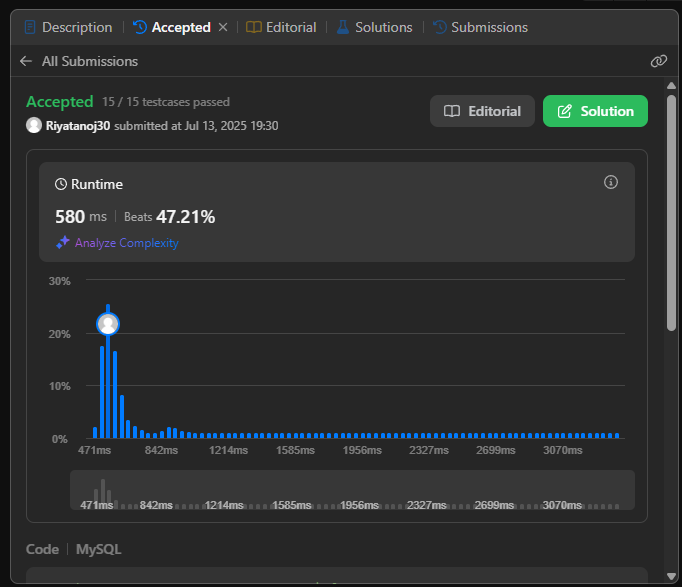 Description Accepted Editorial Solutions Submissions
All Submissions
Accepted 15 / 15 testcases passed
Riyatanoj30 submitted at Jul 13, 2025 19:30
Editorial Solution
Runtime
580 ms Beats 47.21%
Analyze Complexity
30%
20%
10%
0%
471ms 842ms 1214ms 1585ms 1956ms 2327ms 2699ms 3070ms
471ms 842ms 1214ms 1585ms 1956ms 2327ms 2699ms 3070ms
Code MySQL